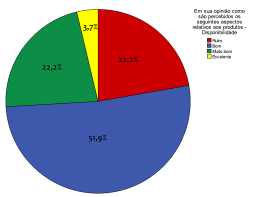 Em sua opinião como
são percebidos os
seguintes aspectos
relativos aos produtos -
Disponibilidade
Ruim
Bom
Muito bom
Excelente
3,7%
22,2%
22,2%
51,9%